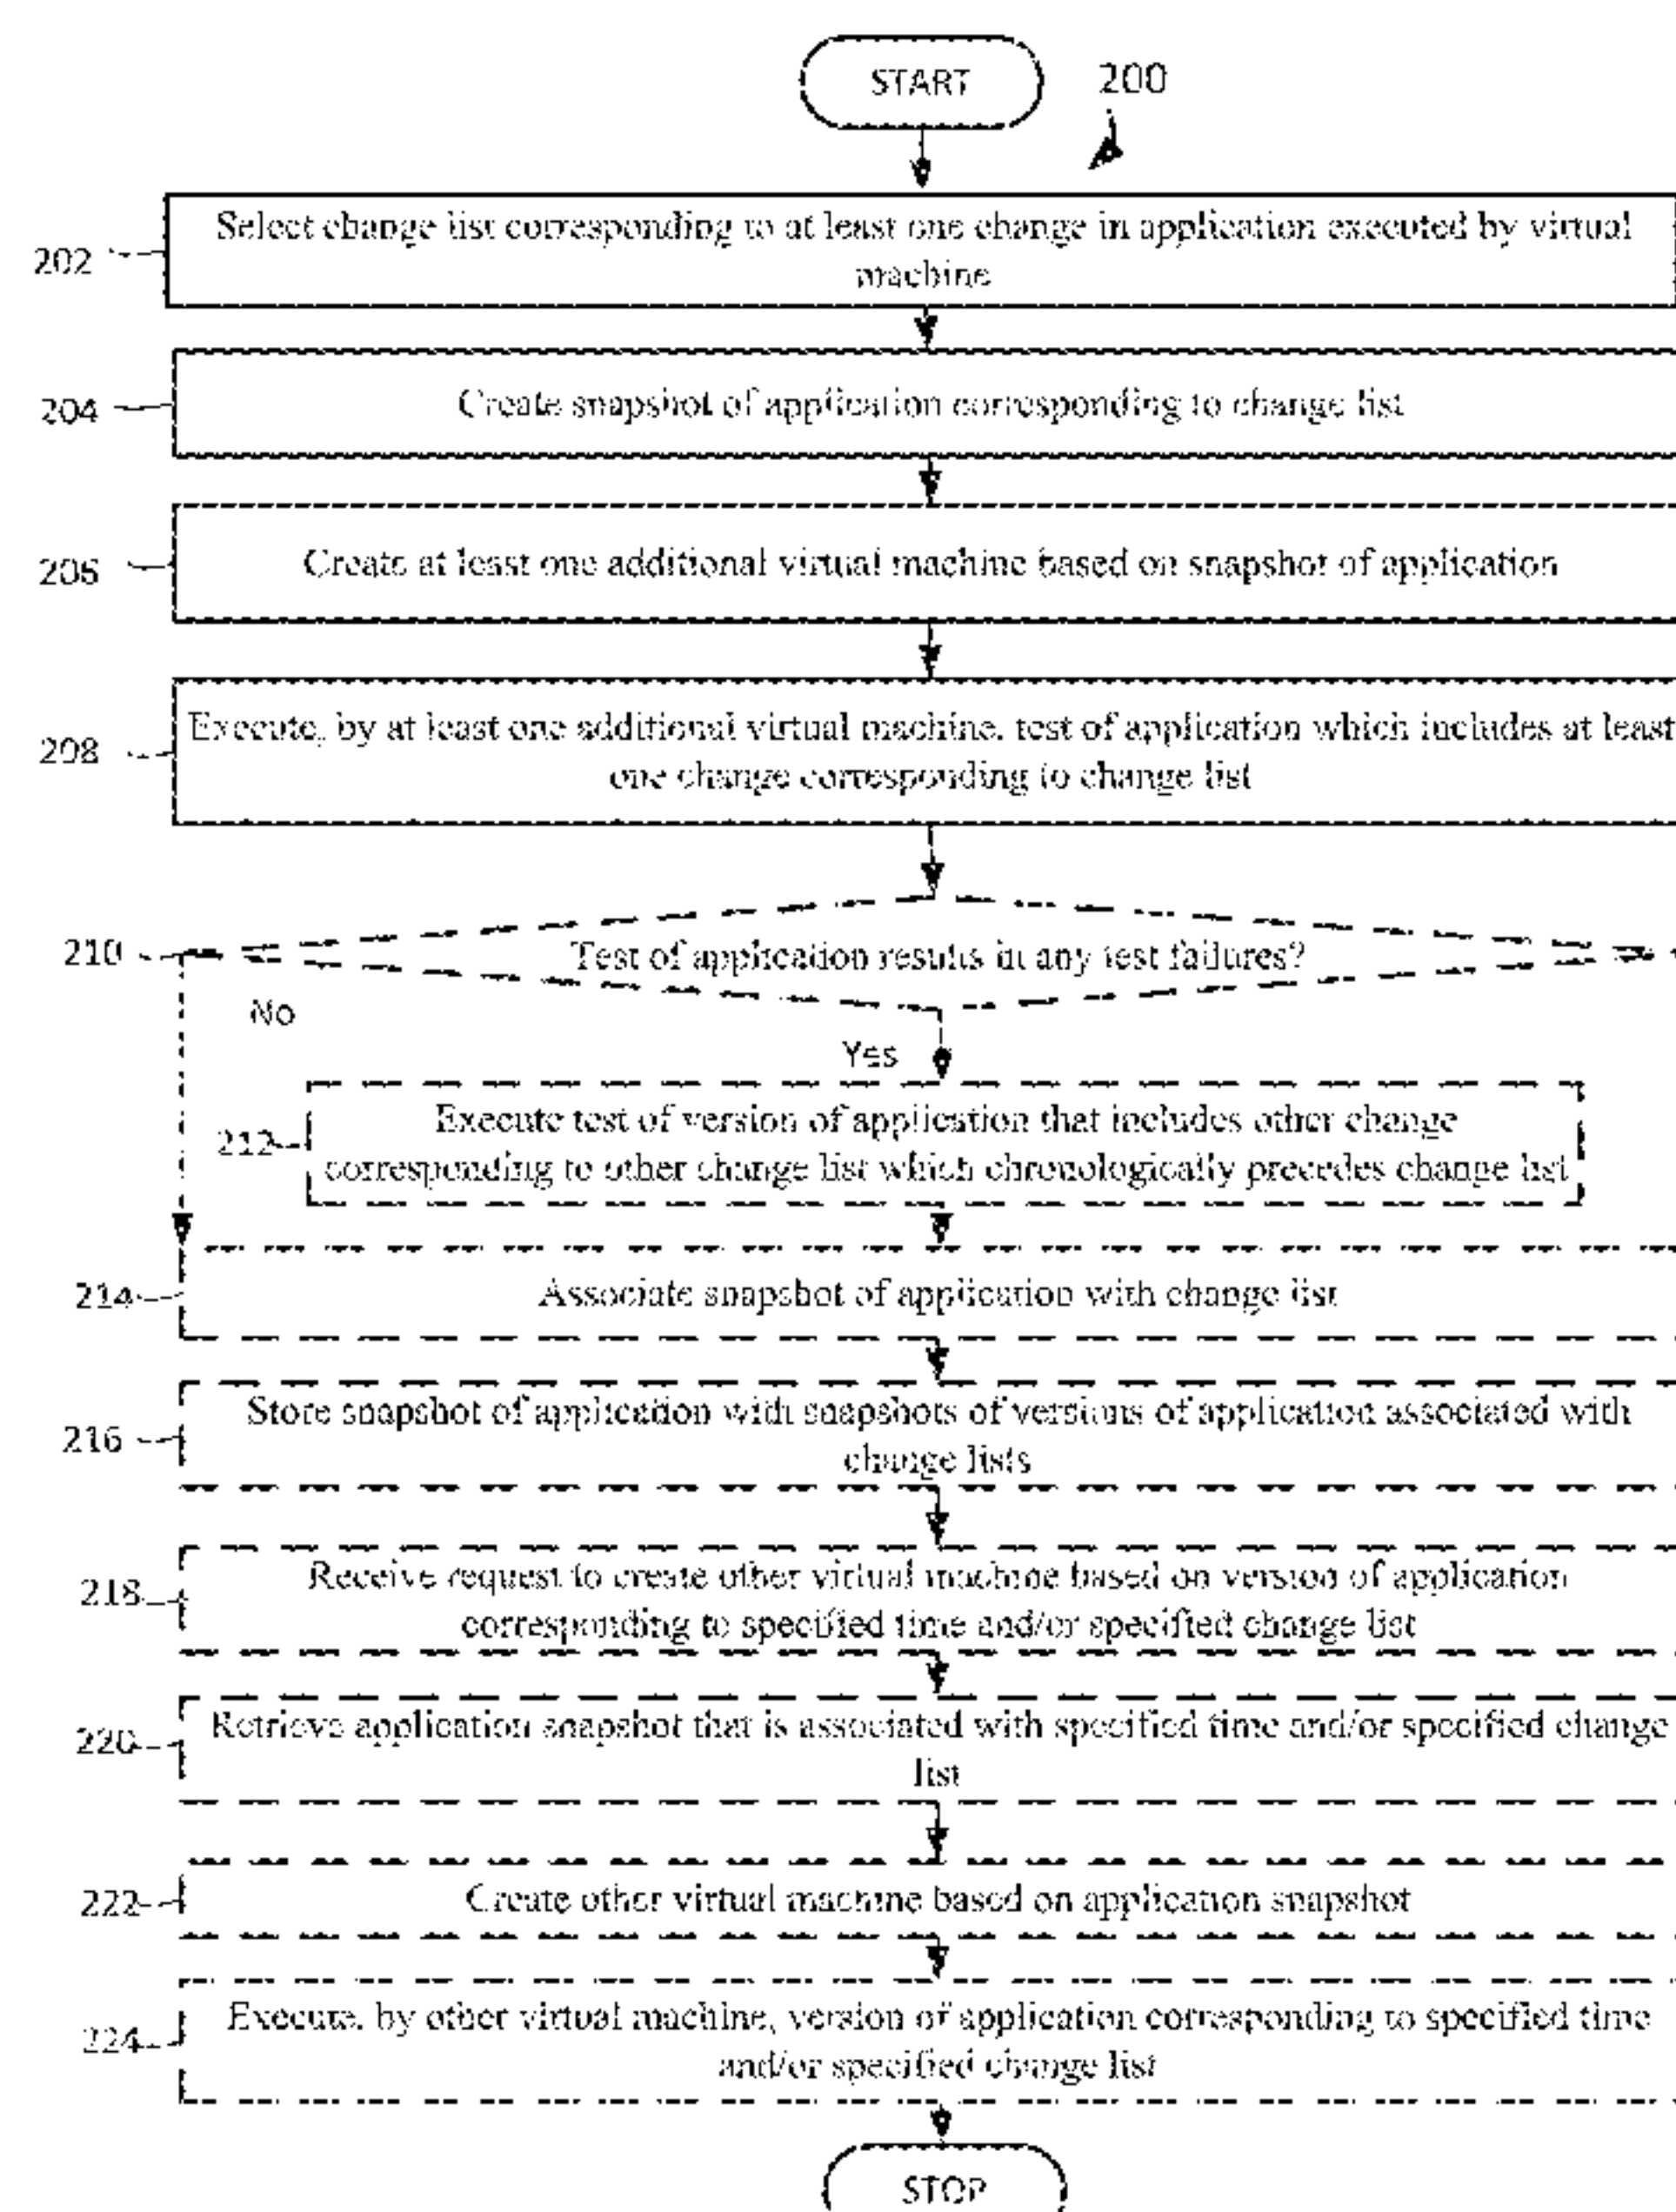 START
200
202
Select change list corresponding to at least one change in application executed by virtual
machine
204
Create snapshot of application corresponding to change list
206
Create at least one additional virtual machine based on snapshot of application
208
Execute, by at least one additional virtual machine, test of application which includes at least
one change corresponding to change list
210
Test of application results in any test failures?
No
Yes
212
Execute test of version of application that includes other change
corresponding to other change list which chronologically precedes change list
214
Associate snapshot of application with change list
216
Store snapshot of application with snapshots of versions of application associated with
change lists
218
Receive request to create other virtual machine based on version of application
corresponding to specified time and/or specified change list
220
Retrieve application snapshot that is associated with specified time and/or specified change
list
222
Create other virtual machine based on application snapshot
224
Execute, by other virtual machine, version of application corresponding to specified time
and/or specified change list
STOP